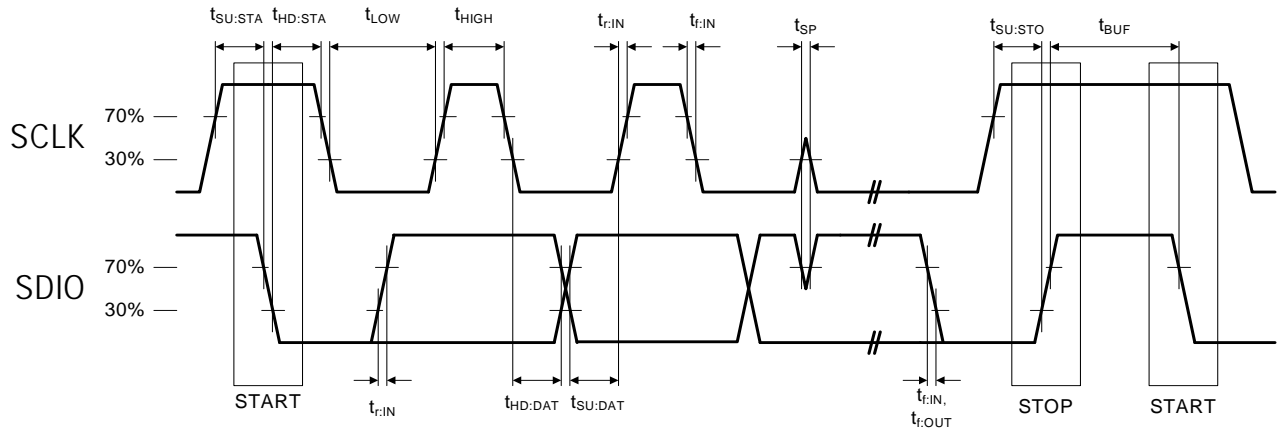 tSU:STA tHD:STA tLOW tHIGH tr:IN tf:IN tSP tSU:STO tBUF
SCLK
70%
30%
SDIO
70%
30%
START
tr:IN
tHD:DAT
tSU:DAT
tf:IN,
tf:OUT
STOP
START